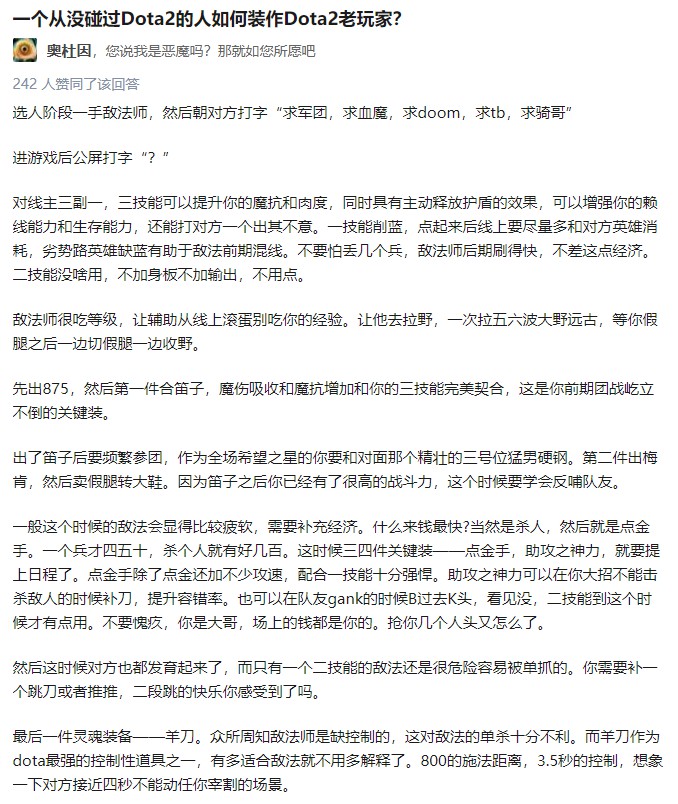 一个从没碰过Dota2的人如何装作Dota2老玩家？
奥杜因，您说我是恶魔吗？那就如您所愿吧
242 人赞同了该回答
选人阶段一手敌法师，然后朝对方打字“求军团，求血魔，求doom，求tb，求骑哥”
进游戏后公屏打字“？”
对线主三副一，三技能可以提升你的魔抗和肉度，同时具有主动释放护盾的效果，可以增强你的赖
线能力和生存能力，还能打对方一个出其不意。一技能削蓝，点起来后线上要尽量多和对方英雄消
耗，劣势路英雄缺蓝有助于敌法前期混线。不要怕丢几个兵，敌法师后期刷得快，不差这点经济。
二技能没啥用，不加身板不加输出，不用点。
敌法师很吃等级，让辅助从线上滚蛋别吃你的经验。让他去拉野，一次拉五六波大野远古，等你假
腿之后一边切假腿一边收野。
先出875，然后第一件合笛子，魔伤吸收和魔抗增加和你的三技能完美契合，这是你前期团战屹立
不倒的关键装。
出了笛子后要频繁参团，作为全场希望之星的你要和对面那个精壮的三号位猛男硬钢。第二件出梅
肯，然后卖假腿转大鞋。因为笛子之后你已经有了很高的战斗力，这个时候要学会反哺队友。
一般这个时候的敌法会显得比较疲软，需要补充经济。什么来钱最快?当然是杀人，然后就是点金
手。一个兵才四五十，杀个人就有好几百。这时候三四件关键装——点金手，助攻之神力，就要提
上日程了。点金手除了点金还加不少攻速，配合一技能十分强悍。助攻之神力可以在你大招不能击
杀敌人的时候补刀，提升容错率。也可以在队友gank的时候B过去K头，看见没，二技能到这个时
候才有点用。不要愧疚，你是大哥，场上的钱都是你的。抢你几个人头又怎么了。
然后这时候对方也都发育起来了，而只有一个二技能的敌法还是很危险容易被单抓的。你需要补一
个跳刀或者推推，二段跳的快乐你感受到了吗。
最后一件灵魂装备——羊刀。众所周知敌法师是缺控制的，这对敌法的单杀十分不利。而羊刀作为
dota最强的控制性道具之一，有多适合敌法就不用多解释了。800的施法距离，3.5秒的控制，想象
一下对方接近四秒不能动任你宰割的场景。